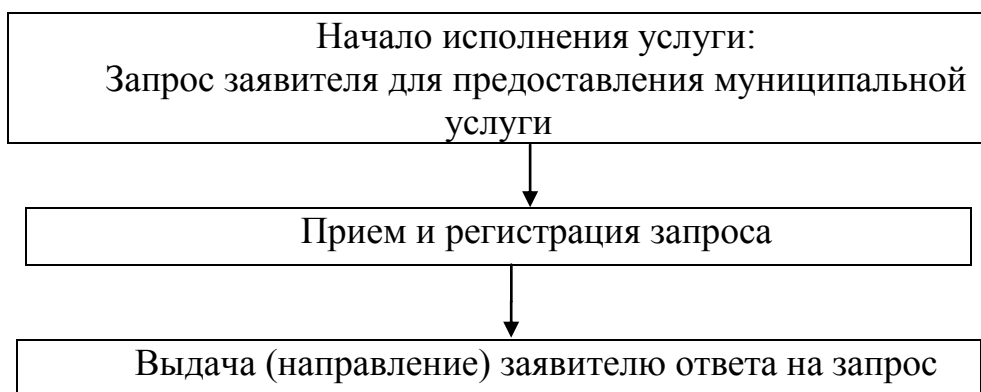 Начало исполнения услуги:
Запрос заявителя для предоставления муниципальной
услуги
Прием и регистрация запроса
Выдача (направление) заявителю ответа на запрос